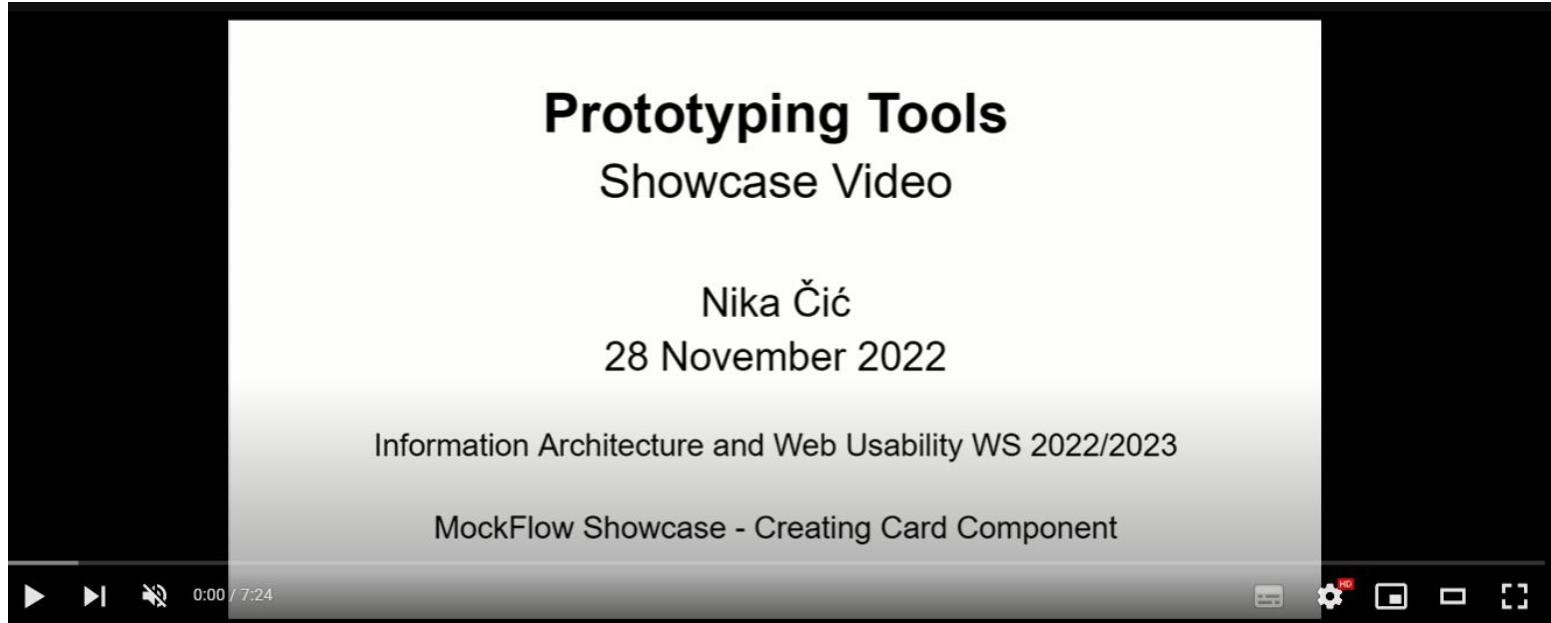 Prototyping Tools
Showcase Video
Nika Čić
28 November 2022
Information Architecture and Web Usability WS 2022/2023
MockFlow Showcase - Creating Card Component
0:00 / 7:24
HD